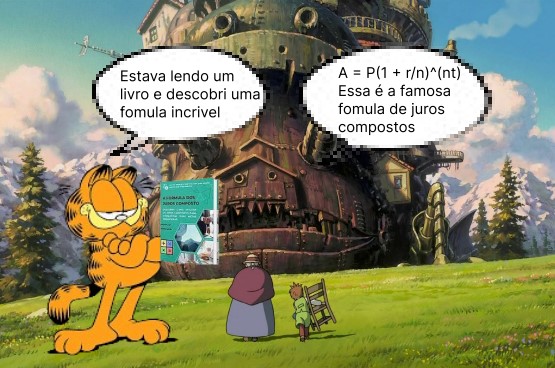 Estava lendo um
livro e descobri uma
fomula incrivel
A = P(1 + r/n)^(nt)
Essa é a famosa
fomula de juros
compostos